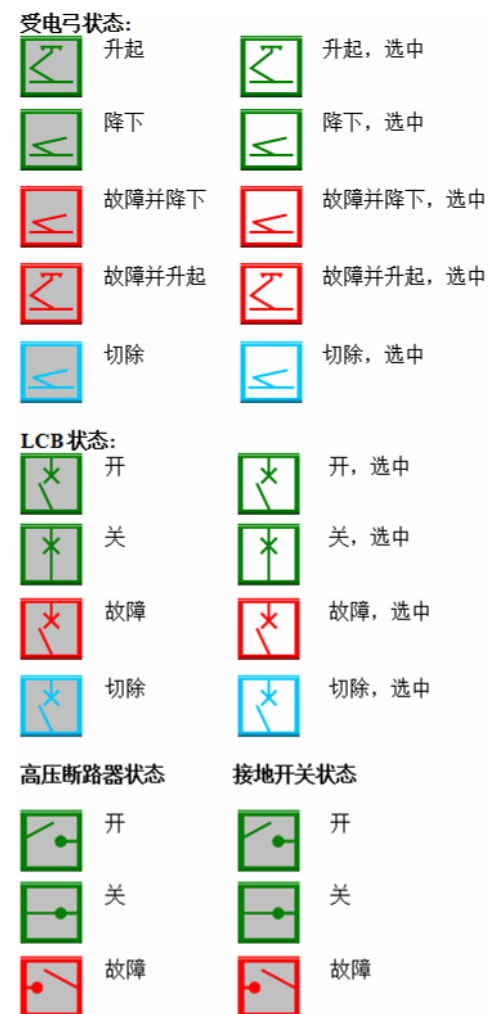 受电弓状态:
升起 升起，选中
降下 降下，选中
故障并降下 故障并降下，选中
故障并升起 故障并升起，选中
切除 切除，选中
LCB状态:
开 开，选中
关 关，选中
故障 故障，选中
切除 切除，选中
高压断路器状态 接地开关状态
开 开
关 关
故障 故障